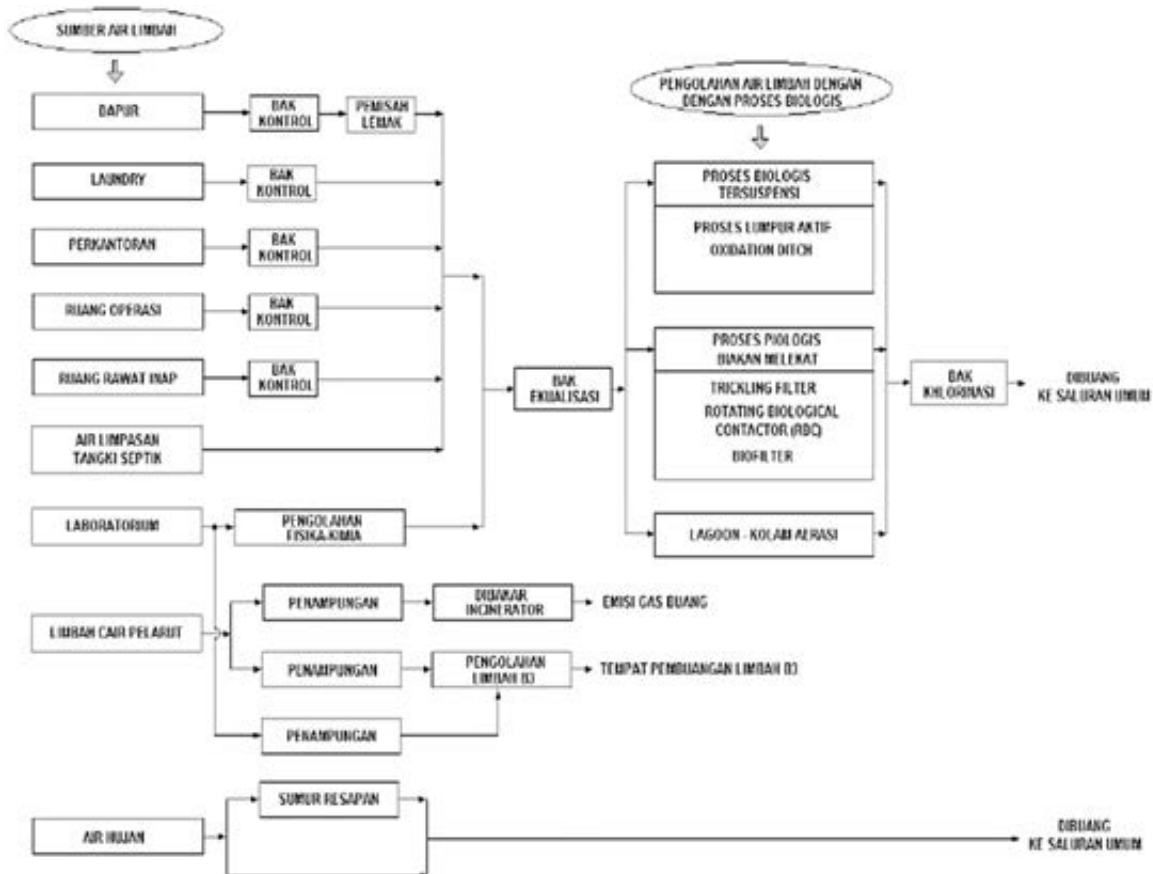 SUMBER AIR LIMBAH
PENGOLAHAN AIR LIMBAH DENGAN
DENGAN PROSES BIOLOGIS
DAPUR
BAK
KONTROL
PEMISAH
LEMAK
LAUNDRY
BAK
KONTROL
PERKANTORAN
BAK
KONTROL
RUANG OPERASI
BAK
KONTROL
RUANG RAWAT INAP
BAK
KONTROL
AIR LIMPASAN
TANGKI SEPTIK
LABORATORIUM
PENGOLAHAN
FISIKA-KIMIA
BAK
EKUALISASI
PROSES BIOLOGIS
TERSUSPENSI
PROSES LUMPUR AKTIF
OXIDATION DITCH
PROSES PIOLOGIS
BIAKAN MELEKAT
TRICKLING FILTER
ROTATING BIOLOGICAL
CONTACTOR (RBC)
BIOFILTER
LAGOON - KOLAM AERASI
BAK
KHLORINASI
DIBUANG
KE SALURAN UMUM
LIMBAH CAIR PELARUT
PENAMPUNGAN
DIBAKAR
INCINERATOR
EMISI GAS BUANG
PENAMPUNGAN
PENGOLAHAN
LIMBAH B3
TEMPAT PEMBUANGAN LIMBAH B3
PENAMPUNGAN
AIR HUJAN
SUMUR RESAPAN
DIBUANG
KE SALURAN UMUM